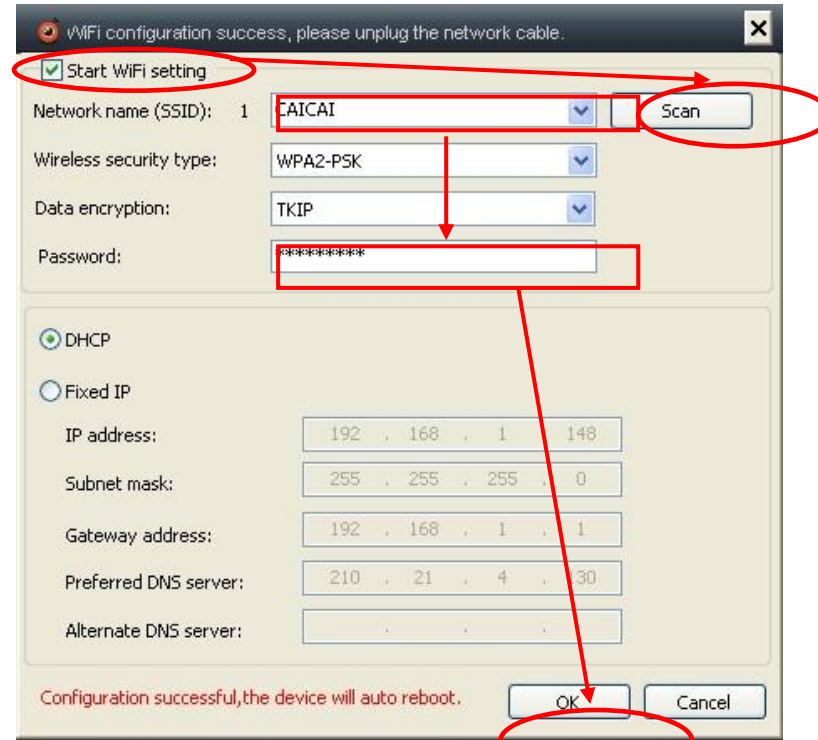 WiFi configuration success, please unplug the network cable.
Start WiFi setting
Network name (SSID): 1 CAICAI Scan
Wireless security type: WPA2-PSK
Data encryption: TKIP
Password: *********
DHCP
Fixed IP
IP address: 192 . 168 . 1 . 148
Subnet mask: 255 . 255 . 255 . 0
Gateway address: 192 . 168 . 1 . 1
Preferred DNS server: 210 . 21 . 4 . 130
Alternate DNS server: . . .
Configuration successful,the device will auto reboot. OK Cancel